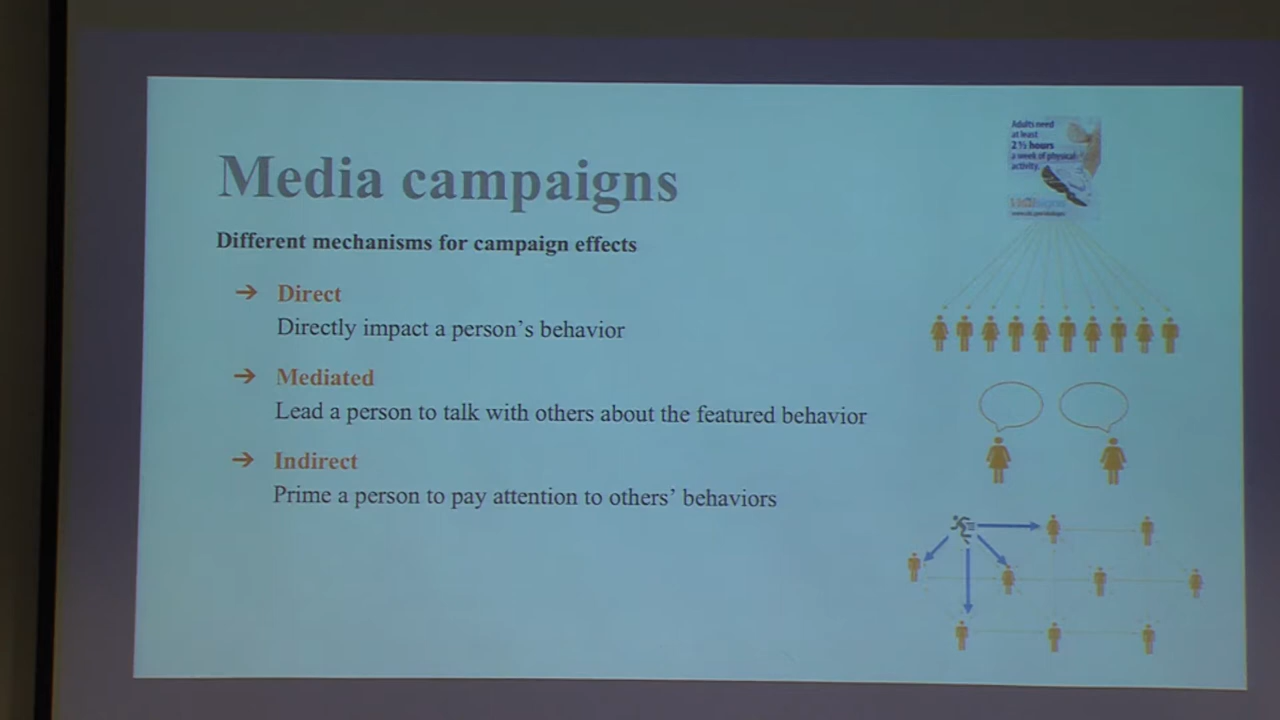 Media campaigns
Different mechanisms for campaign effects
➔ Direct
Directly impact a person's behavior
➔ Mediated
Lead a person to talk with others about the featured behavior
➔ Indirect
Prime a person to pay attention to others' behaviors
Adults need
at least
2½ hours
a week of physical
activity.